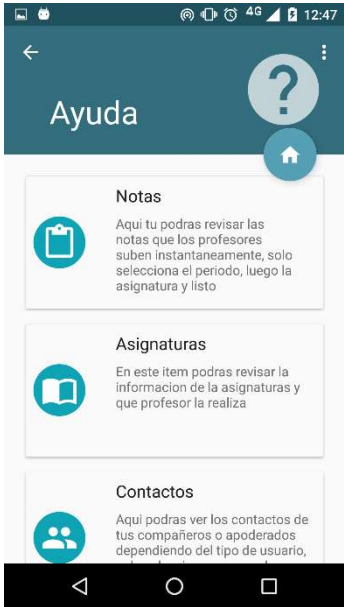 4G 12:47
?
Ayuda
Notas
Aqui tu podras revisar las
notas que los profesores
suben instantaneamente, solo
selecciona el periodo, luego la
asignatura y listo
Asignaturas
En este item podras revisar la
informacion de la asignaturas y
que profesor la realiza
Contactos
Aqui podras ver los contactos de
tus compañeros o apoderados
dependiendo del tipo de usuario,